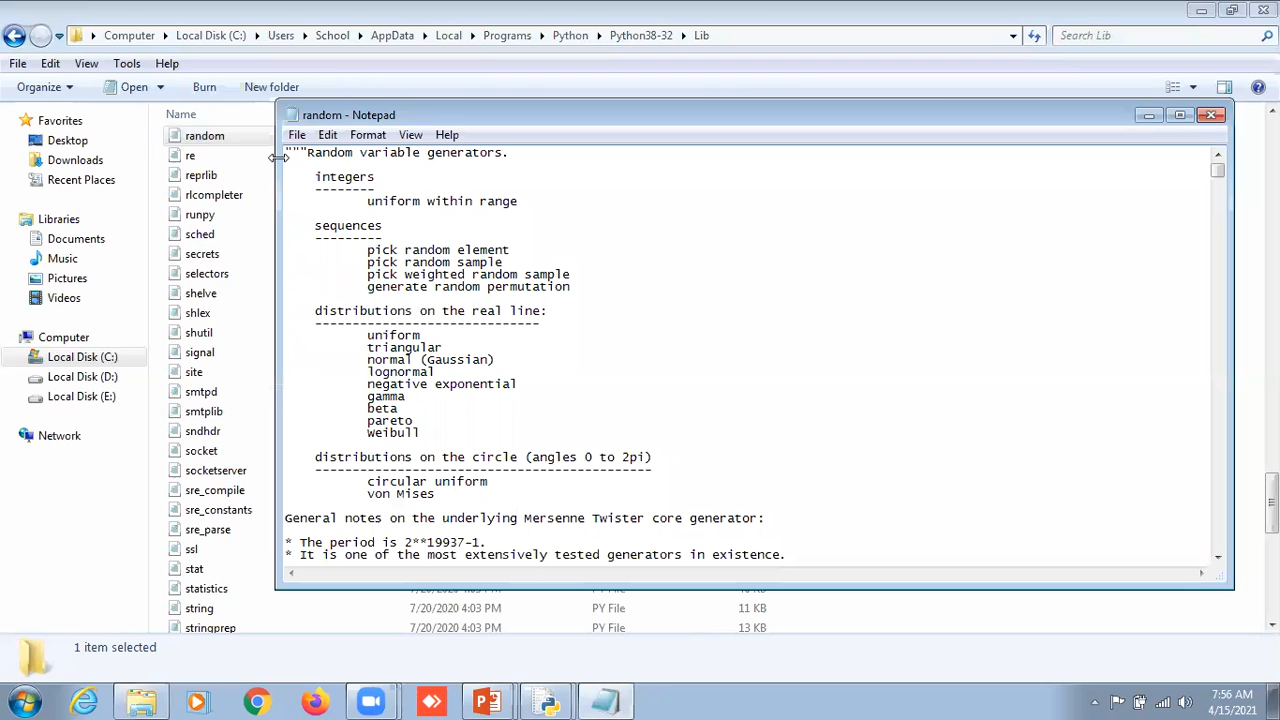 Computer Local Disk (C:) Users School AppData Local Programs Python Python38-32 Lib
Search Lib
File Edit View Tools Help
Organize Open Burn New folder
Name
Favorites
Desktop
Downloads
Recent Places
Libraries
Documents
Music
Pictures
Videos
Computer
Local Disk (C:)
Local Disk (D:)
Local Disk (E:)
Network
random
re
reprlib
rlcompleter
runpy
sched
secrets
selectors
shelve
shlex
shutil
signal
site
smtpd
smtplib
sndhdr
socket
socketserver
sre_compile
sre_constants
sre_parse
ssl
stat
statistics
string 7/20/2020 4:03 PM PY File 11 KB
stringprep 7/20/2020 4:03 PM PY File 13 KB
random - Notepad
File Edit Format View Help
"""Random variable generators.
integers
--------
uniform within range
sequences
---------
pick random element
pick random sample
pick weighted random sample
generate random permutation
distributions on the real line:
------------------------------
uniform
triangular
normal (Gaussian)
lognormal
negative exponential
gamma
beta
pareto
weibull
distributions on the circle (angles 0 to 2pi)
---------------------------------------------
circular uniform
von Mises
General notes on the underlying Mersenne Twister core generator:
* The period is 2**19937-1.
* It is one of the most extensively tested generators in existence.
1 item selected
7:56 AM
4/15/2021